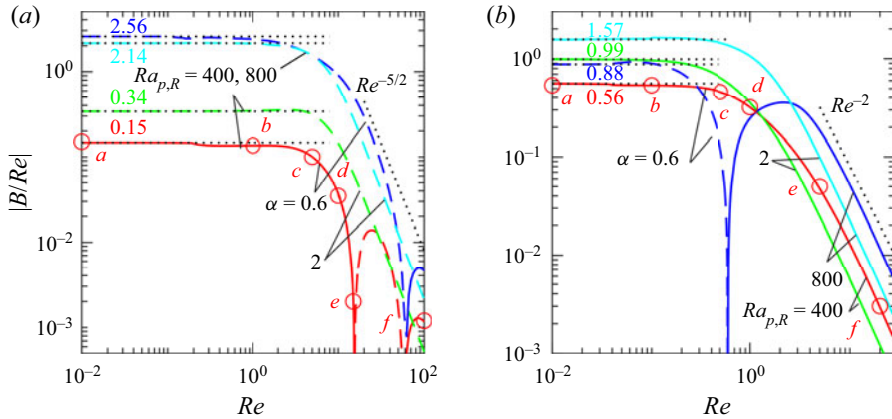 (a)
2.56
2.14
Ra_{p,R} = 400, 800
Re^{-5/2}
0.34
0.15
a
b
c
d
α = 0.6
2
e
f
10^0
10^{-2}
10^{-3}
|B/Re|
10^{-2}
10^0
10^2
Re
(b)
10^1
1.57
0.99
0.88
0.56
a
b
c
d
Re^{-2}
α = 0.6
2
e
800
Ra_{p,R} = 400
f
10^0
10^{-1}
10^{-2}
10^{-3}
10^{-2}
10^0
Re